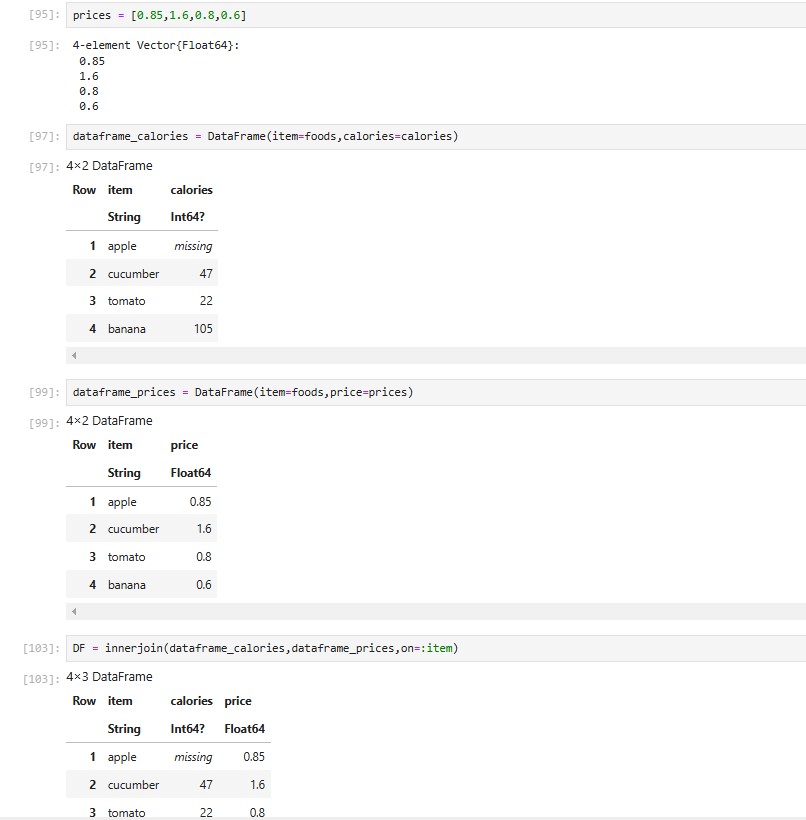 [95]: prices = [0.85,1.6,0.8,0.6]
[95]: 4-element Vector{Float64}:
0.85
1.6
0.8
0.6
[97]: dataframe_calories = DataFrame(item=foods,calories=calories)
[97]: 4×2 DataFrame
Row item calories
String Int64?
1 apple missing
2 cucumber 47
3 tomato 22
4 banana 105
[99]: dataframe_prices = DataFrame(item=foods,price=prices)
[99]: 4×2 DataFrame
Row item price
String Float64
1 apple 0.85
2 cucumber 1.6
3 tomato 0.8
4 banana 0.6
[103]: DF = innerjoin(dataframe_calories,dataframe_prices,on=:item)
[103]: 4×3 DataFrame
Row item calories price
String Int64? Float64
1 apple missing 0.85
2 cucumber 47 1.6
3 tomato 22 0.8